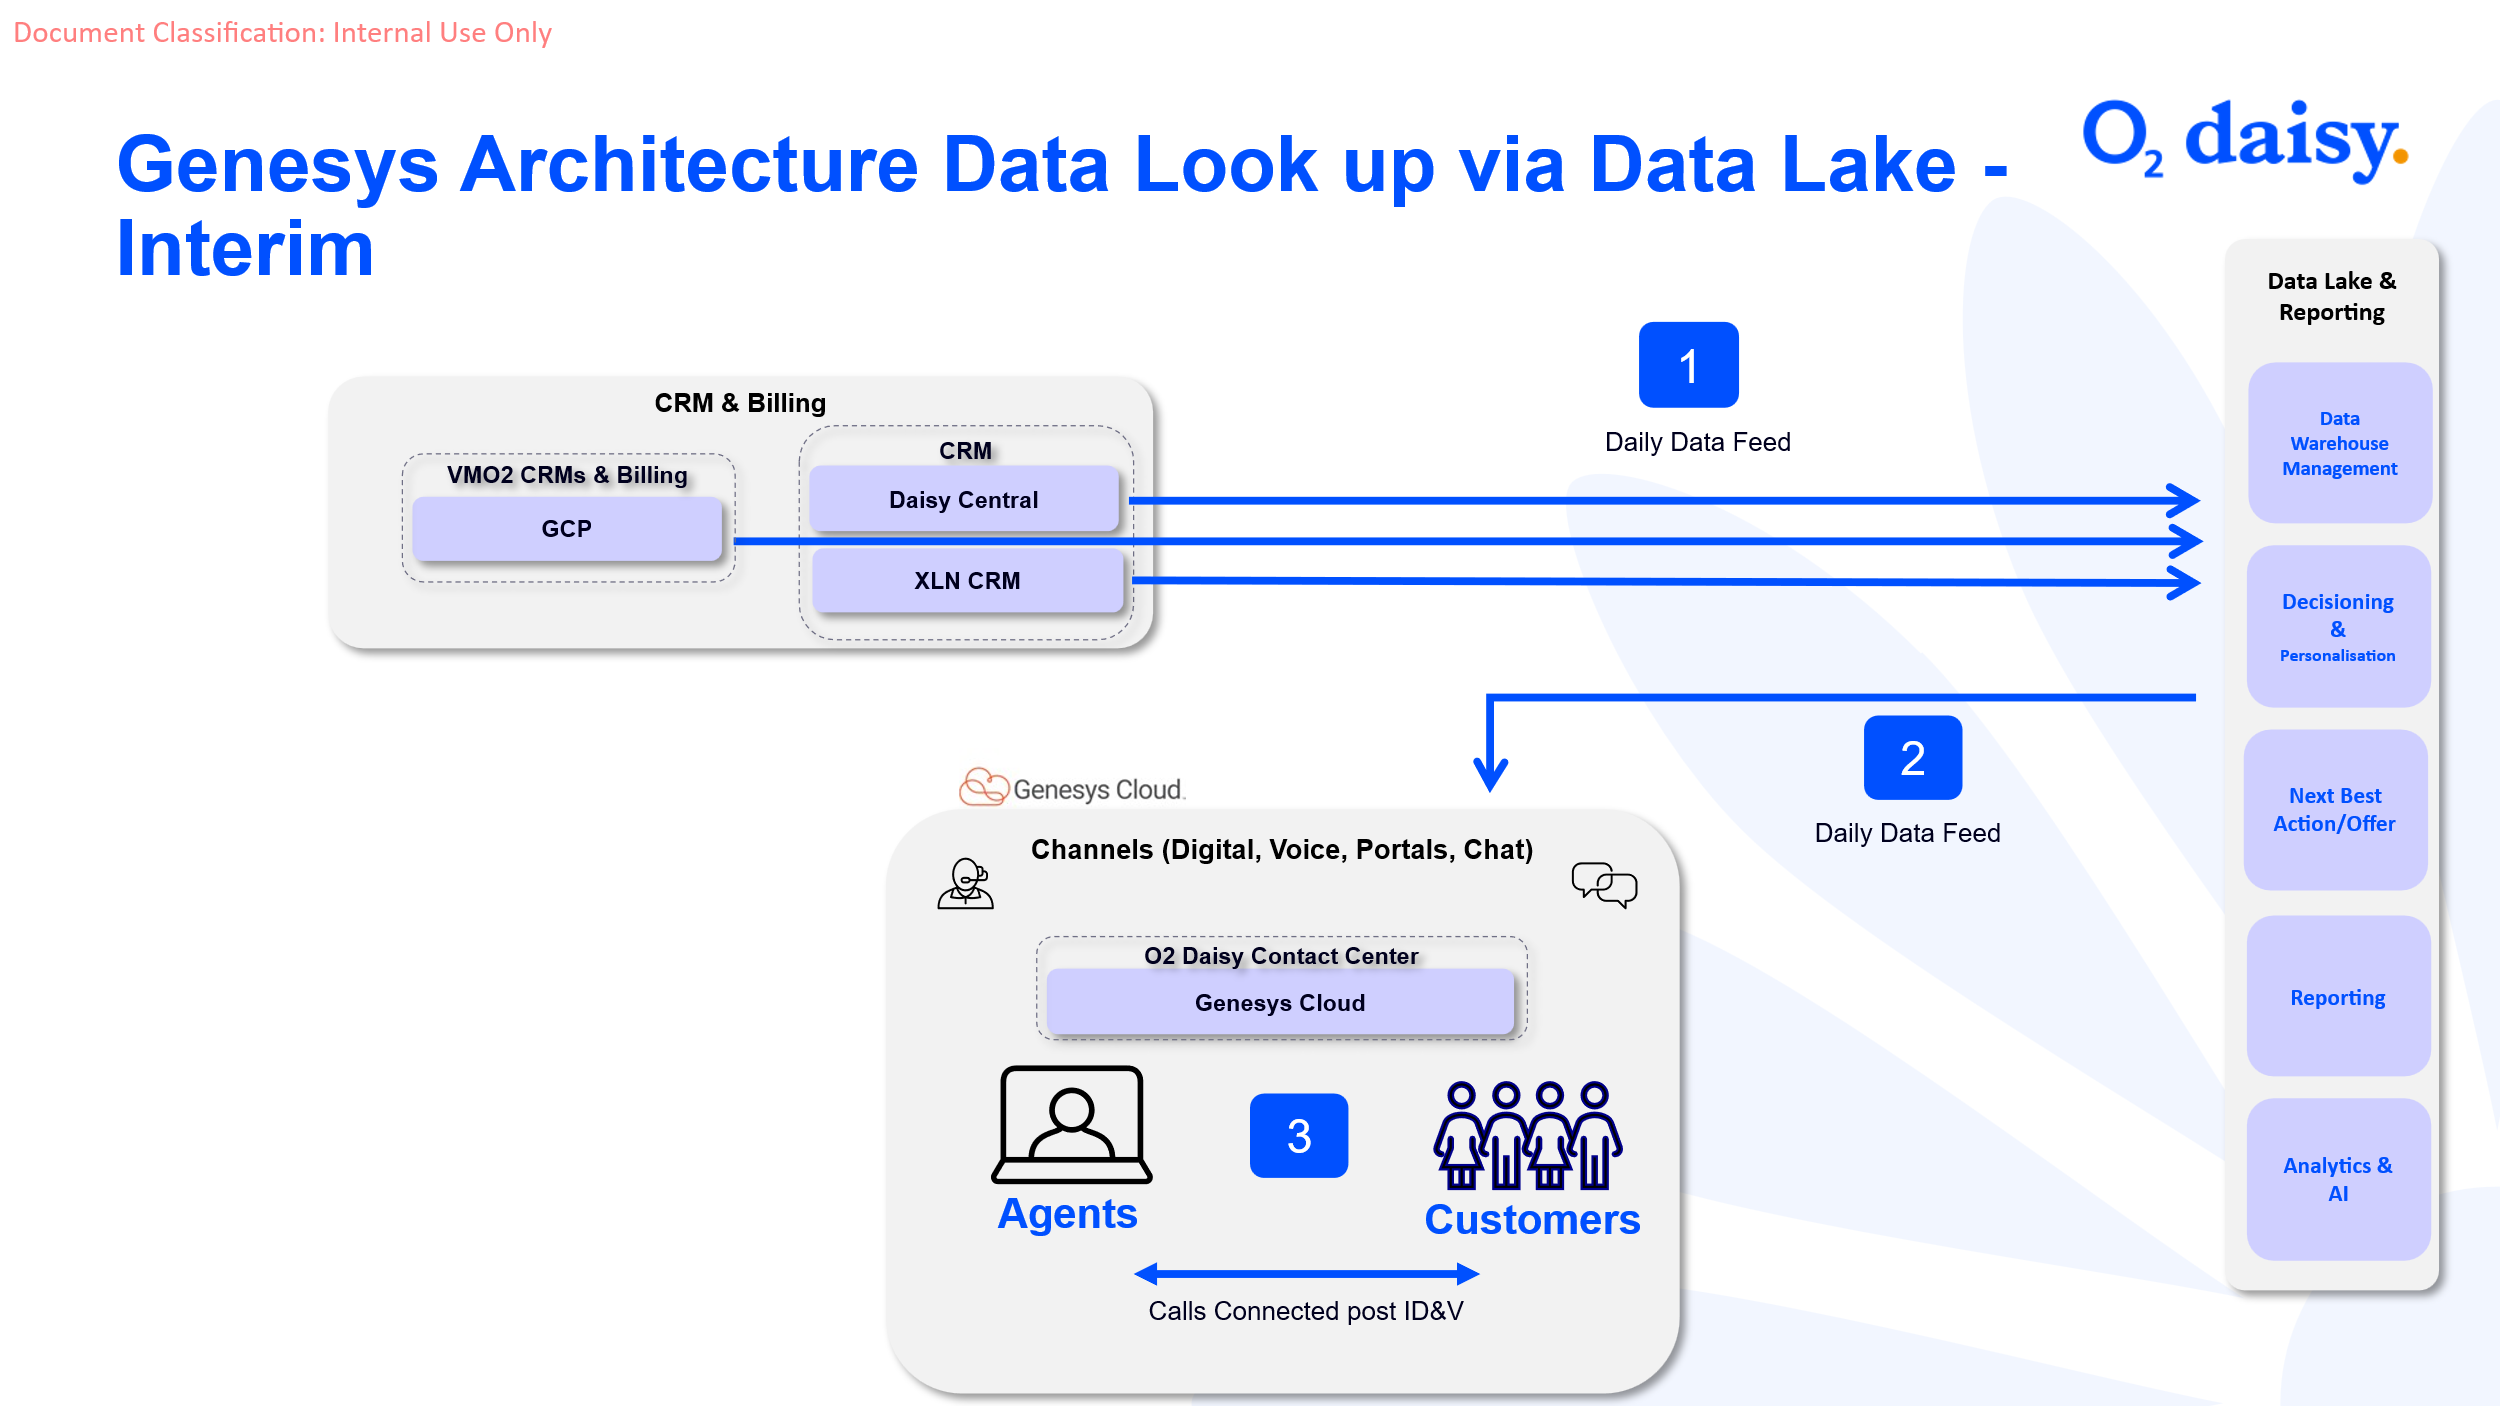 Document Classification: Internal Use Only
Genesys Architecture Data Look up via Data Lake -
Interim
O2 daisy.
Data Lake &
Reporting
1
Daily Data Feed
CRM & Billing
VMO2 CRMs & Billing
GCP
CRM
Daisy Central
XLN CRM
Data
Warehouse
Management
Decisioning
&
Personalisation
2
Daily Data Feed
Next Best
Action/Offer
Reporting
Analytics &
AI
Genesys Cloud
Channels (Digital, Voice, Portals, Chat)
O2 Daisy Contact Center
Genesys Cloud
3
Agents
Customers
Calls Connected post ID&V